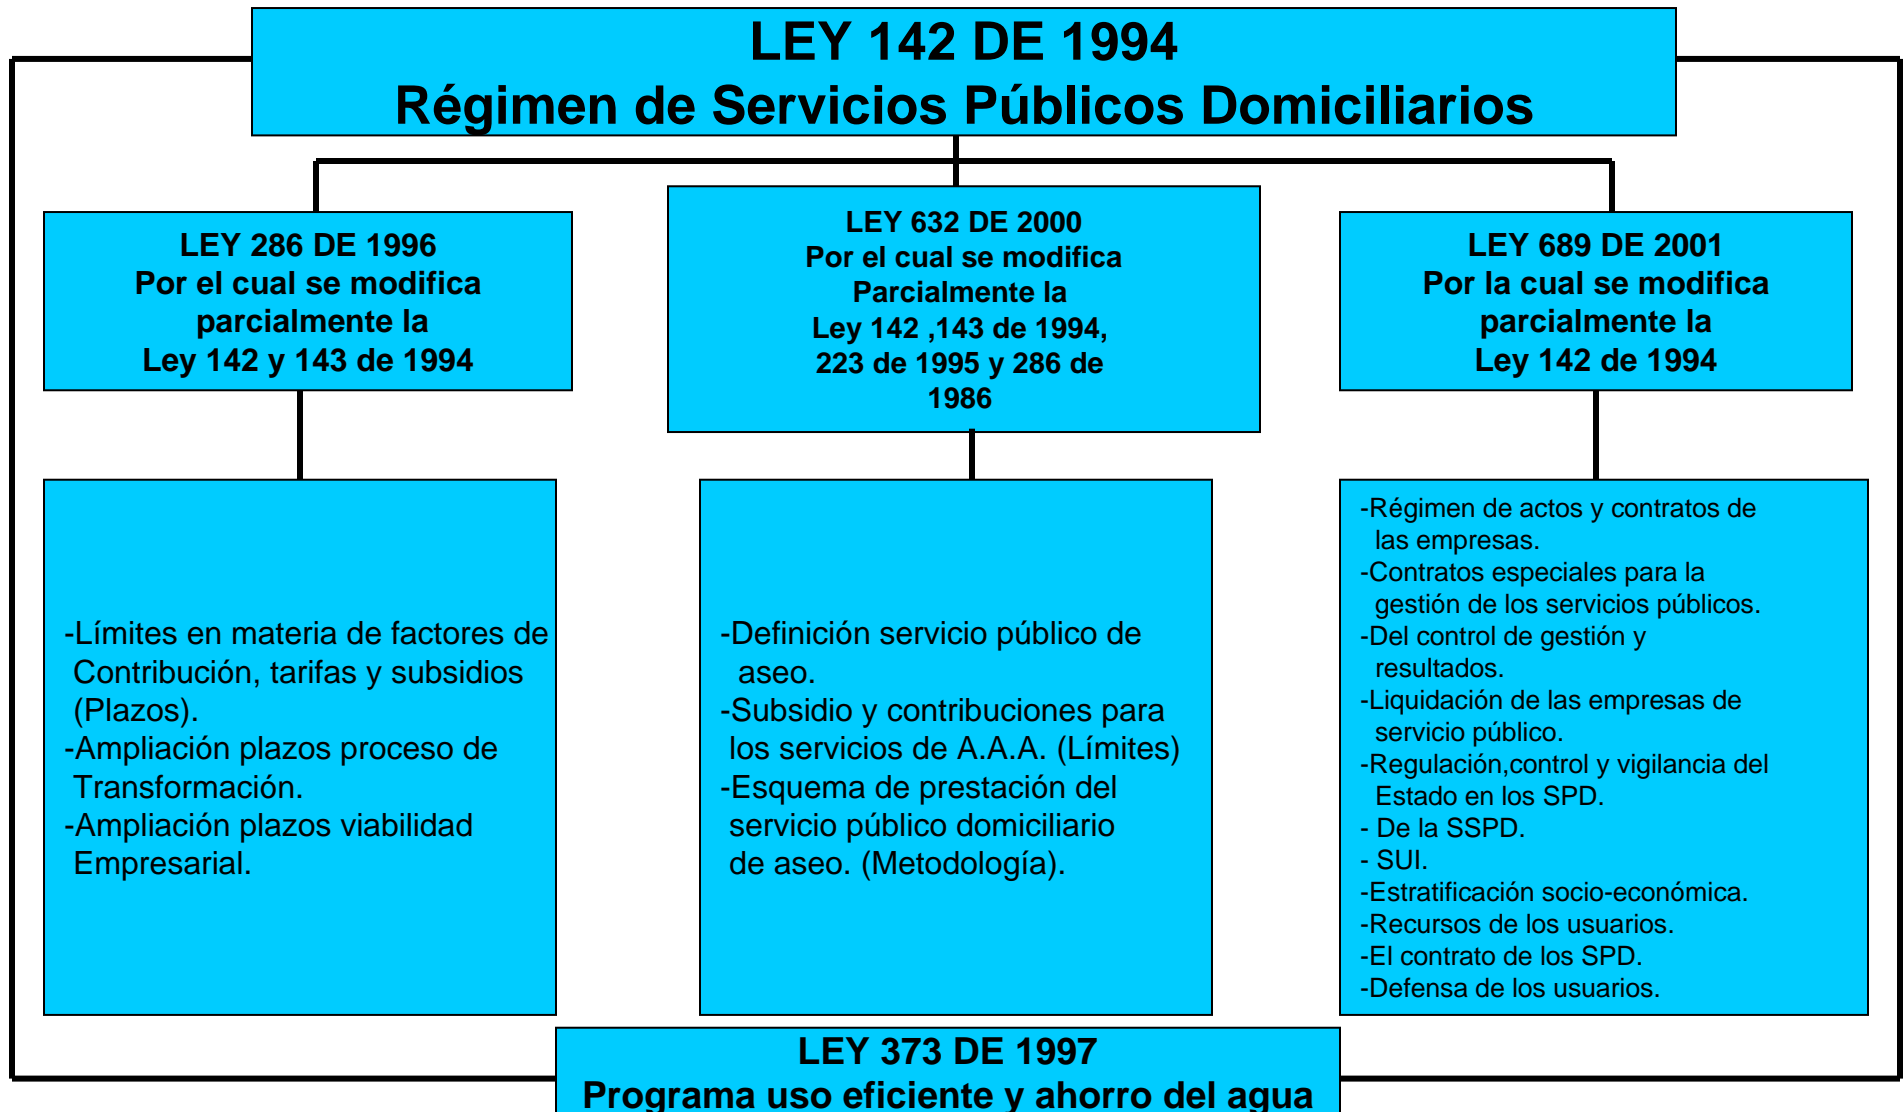 LEY 142 DE 1994
Régimen de Servicios Públicos Domiciliarios
LEY 286 DE 1996
Por el cual se modifica
parcialmente la
Ley 142 y 143 de 1994
LEY 632 DE 2000
Por el cual se modifica
Parcialmente la
Ley 142 ,143 de 1994,
223 de 1995 y 286 de
1986
LEY 689 DE 2001
Por la cual se modifica
parcialmente la
Ley 142 de 1994
-Límites en materia de factores de
Contribución, tarifas y subsidios
(Plazos).
-Ampliación plazos proceso de
Transformación.
-Ampliación plazos viabilidad
Empresarial.
-Definición servicio público de
aseo.
-Subsidio y contribuciones para
los servicios de A.A.A. (Límites)
-Esquema de prestación del
servicio público domiciliario
de aseo. (Metodología).
-Régimen de actos y contratos de
las empresas.
-Contratos especiales para la
gestión de los servicios públicos.
-Del control de gestión y
resultados.
-Liquidación de las empresas de
servicio público.
-Regulación,control y vigilancia del
Estado en los SPD.
- De la SSPD.
- SUI.
-Estratificación socio-económica.
-Recursos de los usuarios.
-El contrato de los SPD.
-Defensa de los usuarios.
LEY 373 DE 1997
Programa uso eficiente y ahorro del agua